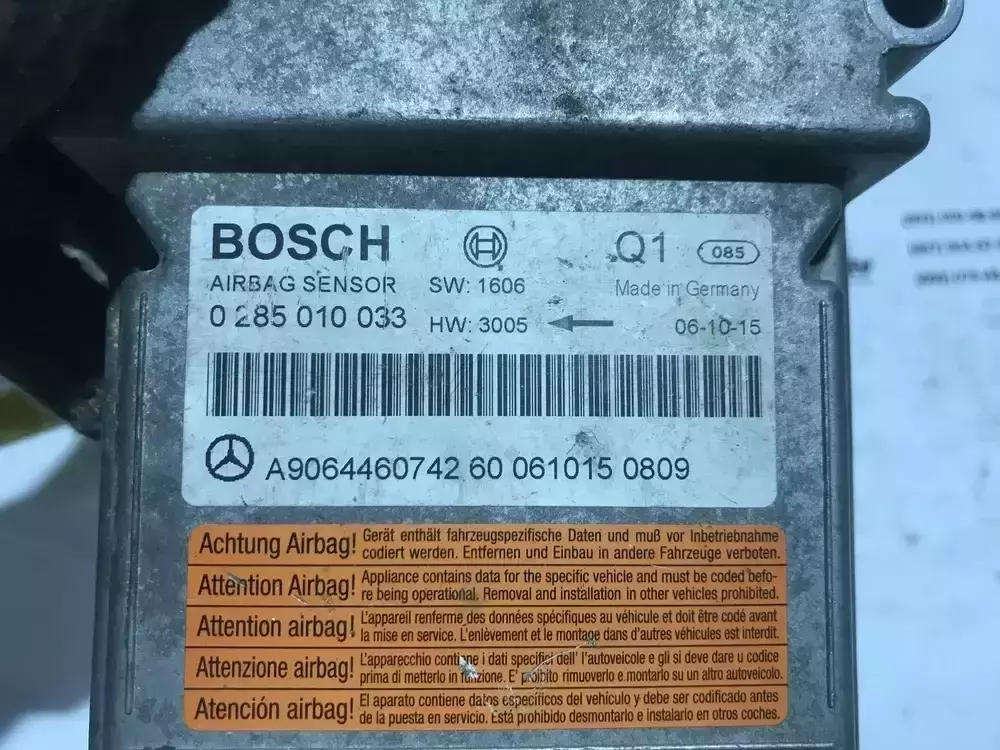 BOSCH Q1 085
AIRBAG SENSOR SW: 1606 Made in Germany
0 285 010 033 HW: 3005 06-10-15
A9064460742 60 061015 0809
Achtung Airbag! Gerät enthält fahrzeugspezifische Daten und muß vor Inbetriebnahme
codiert werden. Entfernen und Einbau in andere Fahrzeuge verboten.
Attention Airbag! Appliance contains data for the specific vehicle and must be coded befo-
re being operational. Removal and installation in other vehicles prohibited.
Attention airbag! L'appareil renferme des données spécifiques au véhicule et doit être codé avant
la mise en service. L'enlèvement et le montage dans d'autres véhicules est interdit.
Attenzione airbag! L'apparecchio contiene i dati specifici dell' l'autoveicole e gli si deve dare u codice
prima di metterlo in funzione. E' proibito rimuoverlo e montarlo su un altro autoveicolo.
Atención airbag! El aparato contiene datos específicos del vehículo y debe ser codificado antes
de la puesta en servicio. Está prohibido desmontarlo e instalarlo en otros coches.